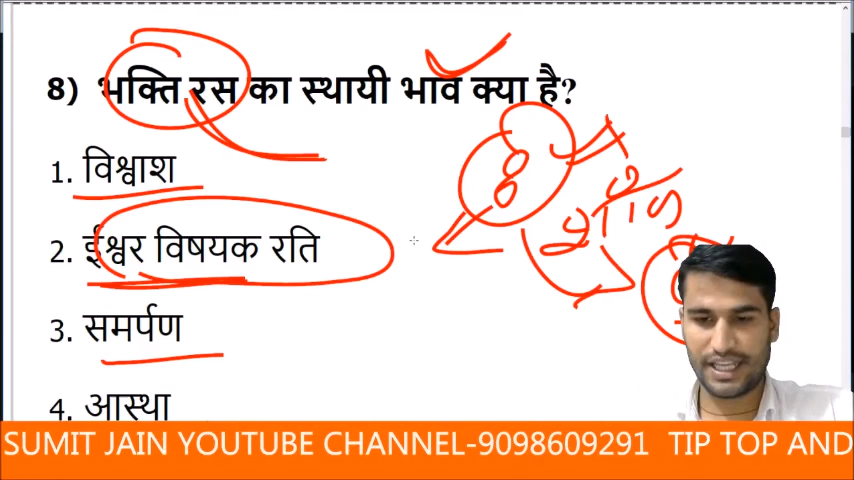 8) भक्ति रस का स्थायी भाव क्या है?
1. विश्वाश
2. ईश्वर विषयक रति
3. समर्पण
4. आस्था
SUMIT JAIN YOUTUBE CHANNEL-9098609291 TIP TOP AND